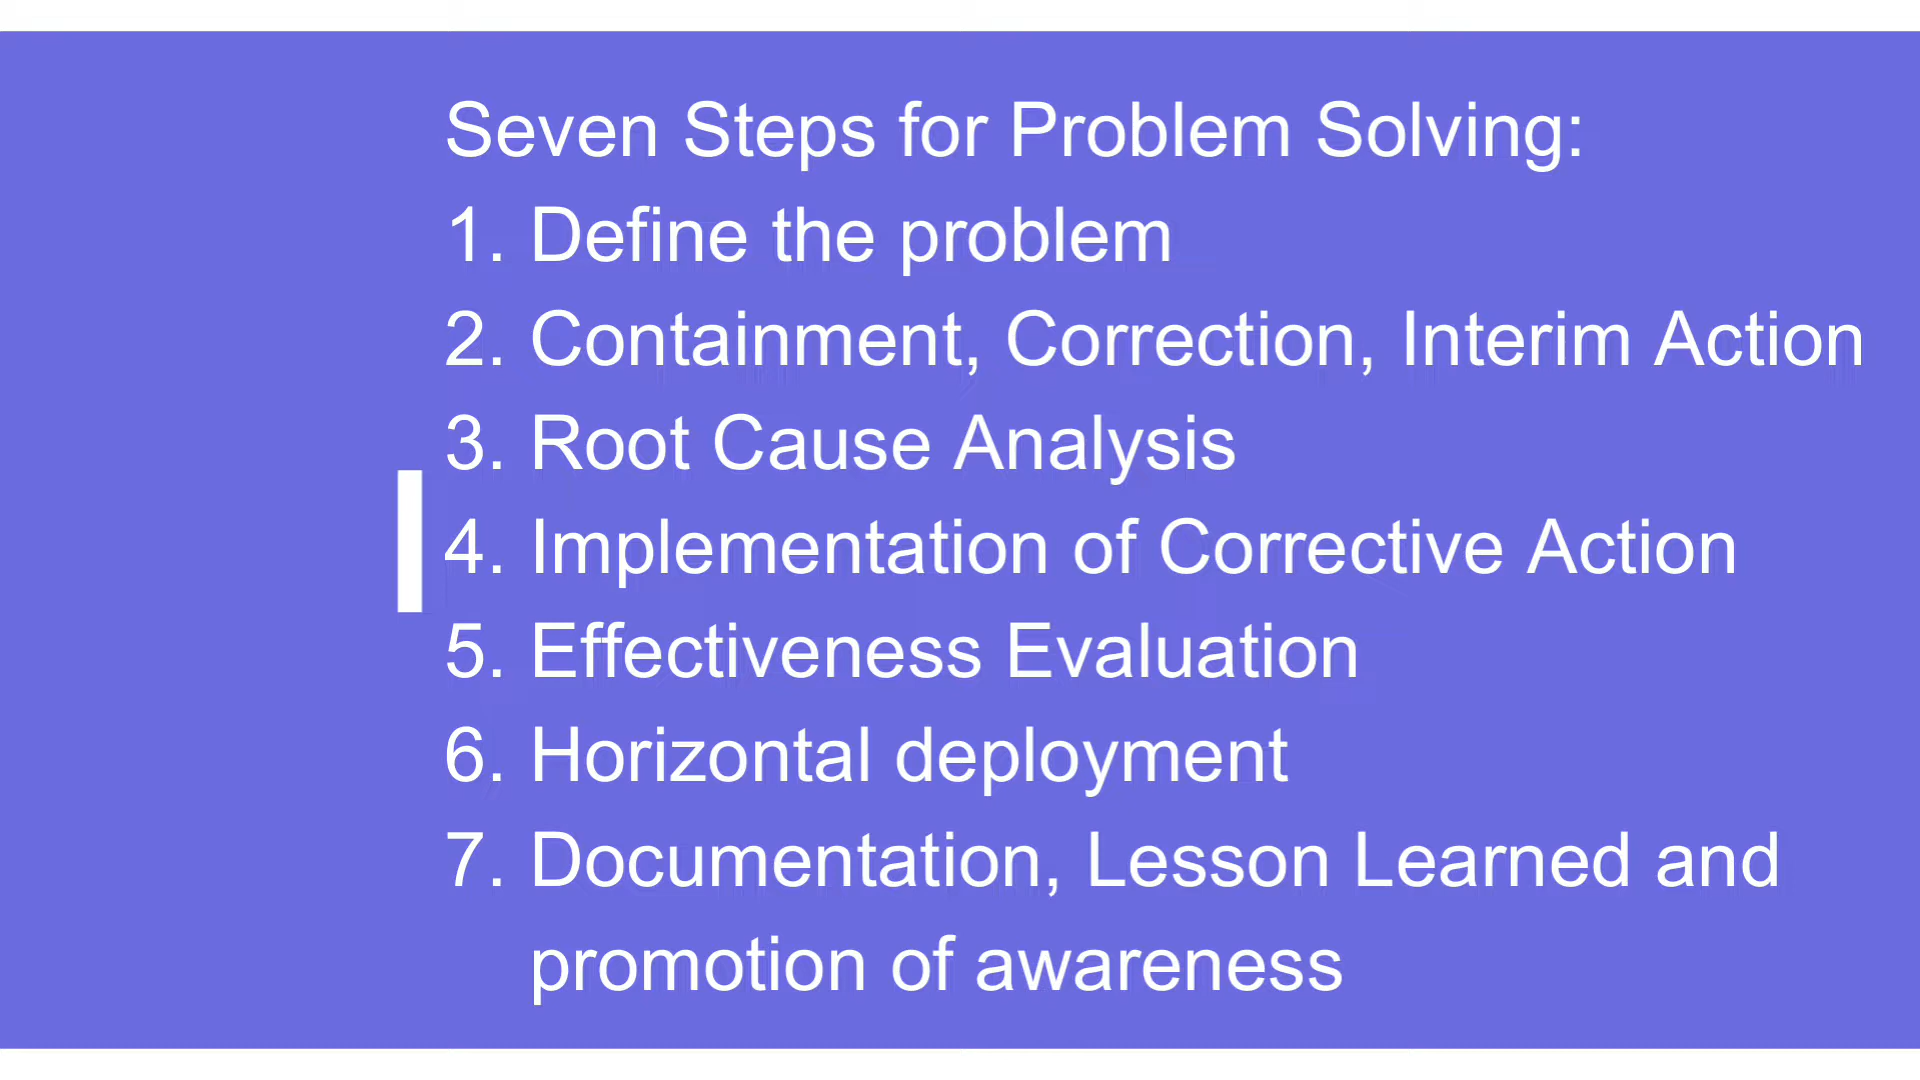 Seven Steps for Problem Solving:
1. Define the problem
2. Containment, Correction, Interim Action
3. Root Cause Analysis
4. Implementation of Corrective Action
5. Effectiveness Evaluation
6. Horizontal deployment
7. Documentation, Lesson Learned and
promotion of awareness